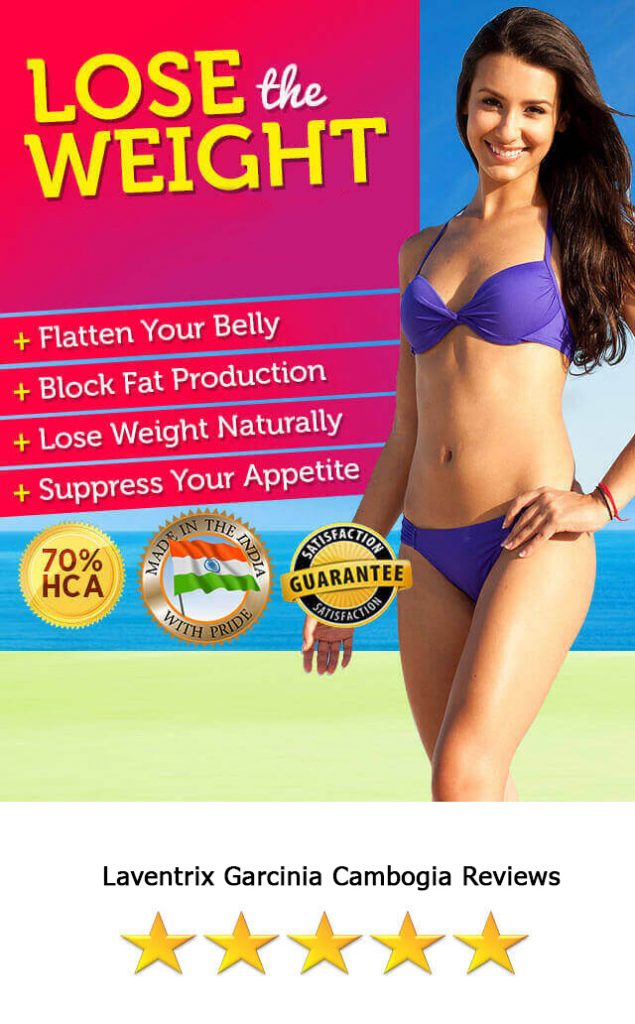 LOSE the
WEIGHT
+ Flatten Your Belly
+ Block Fat Production
+ Lose Weight Naturally
+ Suppress Your Appetite
70%
HCA
MADE IN THE INDIA
WITH PRIDE
SATISFACTION
GUARANTEE
SATISFACTION
Laventrix Garcinia Cambogia Reviews